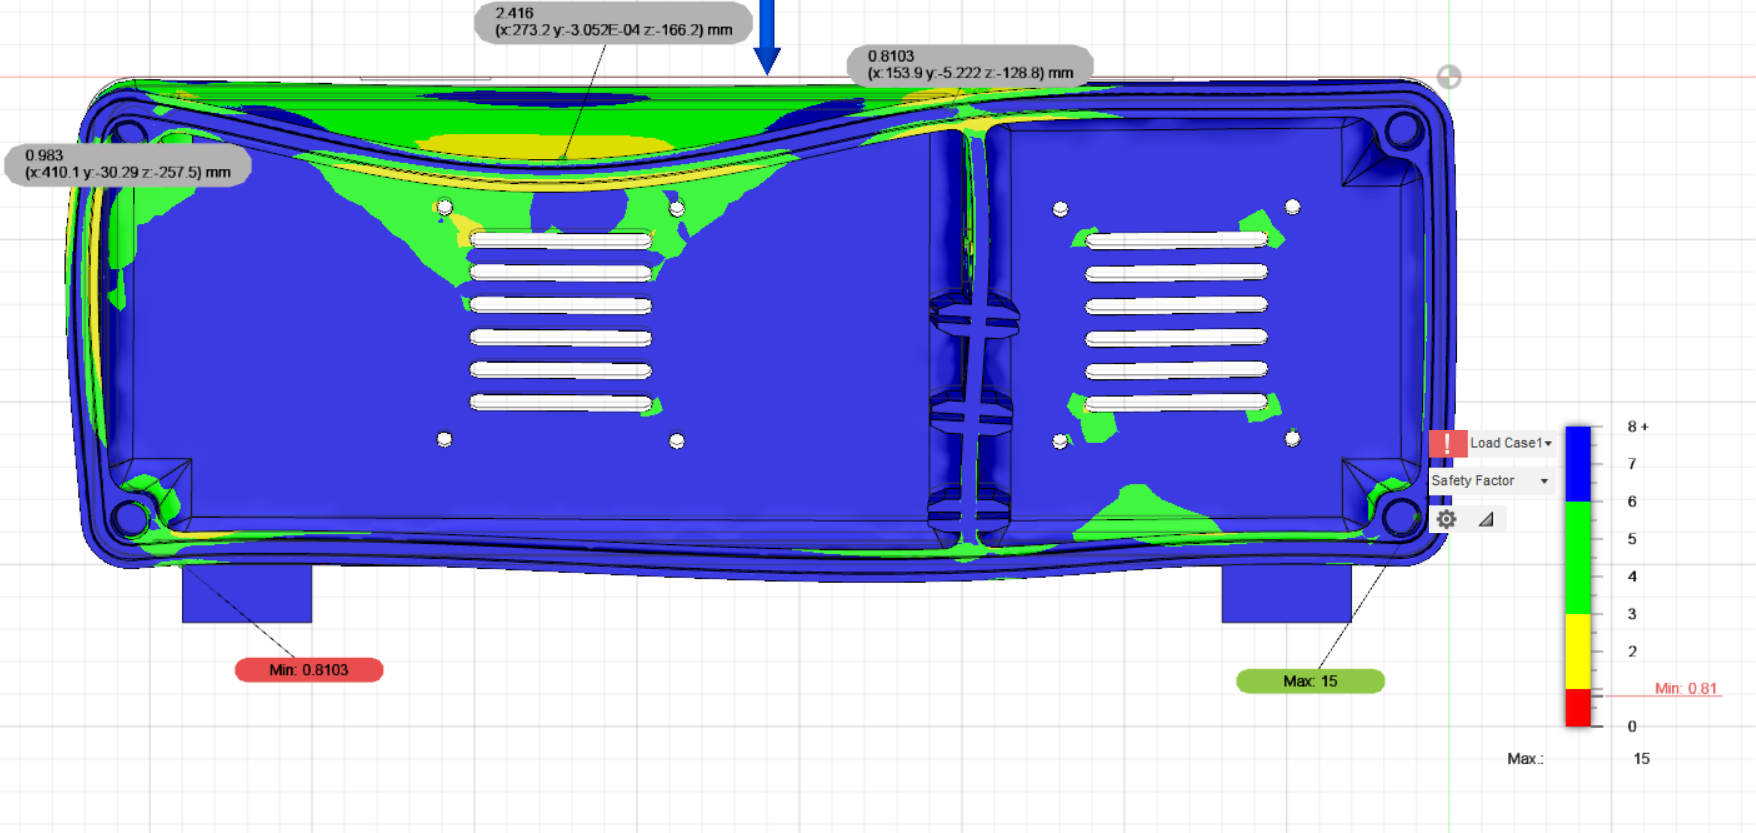 2.416
(x:273.2 y:-3.052E-04 z:-166.2) mm
0.8103
(x:153.9 y:-5.222 z:-128.8) mm
0.983
(x:410.1 y:-30.29 z:-257.5) mm
! Load Case1
Safety Factor
8 +
7
6
5
4
3
2
Min: 0.81
0
Max.: 15
Min: 0.8103
Max: 15